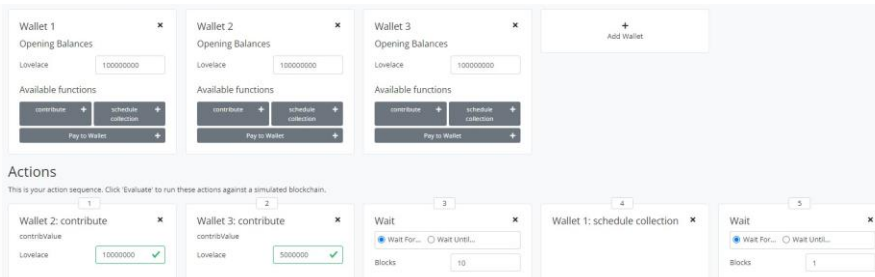 Wallet 1 ×
Opening Balances
Lovelace 100000000
Available functions
contribute + schedule collection +
Pay to Wallet +
Wallet 2 ×
Opening Balances
Lovelace 100000000
Available functions
contribute + schedule collection +
Pay to Wallet +
Wallet 3 ×
Opening Balances
Lovelace 100000000
Available functions
contribute + schedule collection +
Pay to Wallet +
+
Add Wallet
Actions
This is your action sequence. Click 'Evaluate' to run these actions against a simulated blockchain.
1
Wallet 2: contribute ×
contribValue
Lovelace 10000000
2
Wallet 3: contribute ×
contribValue
Lovelace 5000000
3
Wait ×
Wait For... Wait Until...
Blocks 10
4
Wallet 1: schedule collection ×
5
Wait ×
Wait For... Wait Until...
Blocks 1